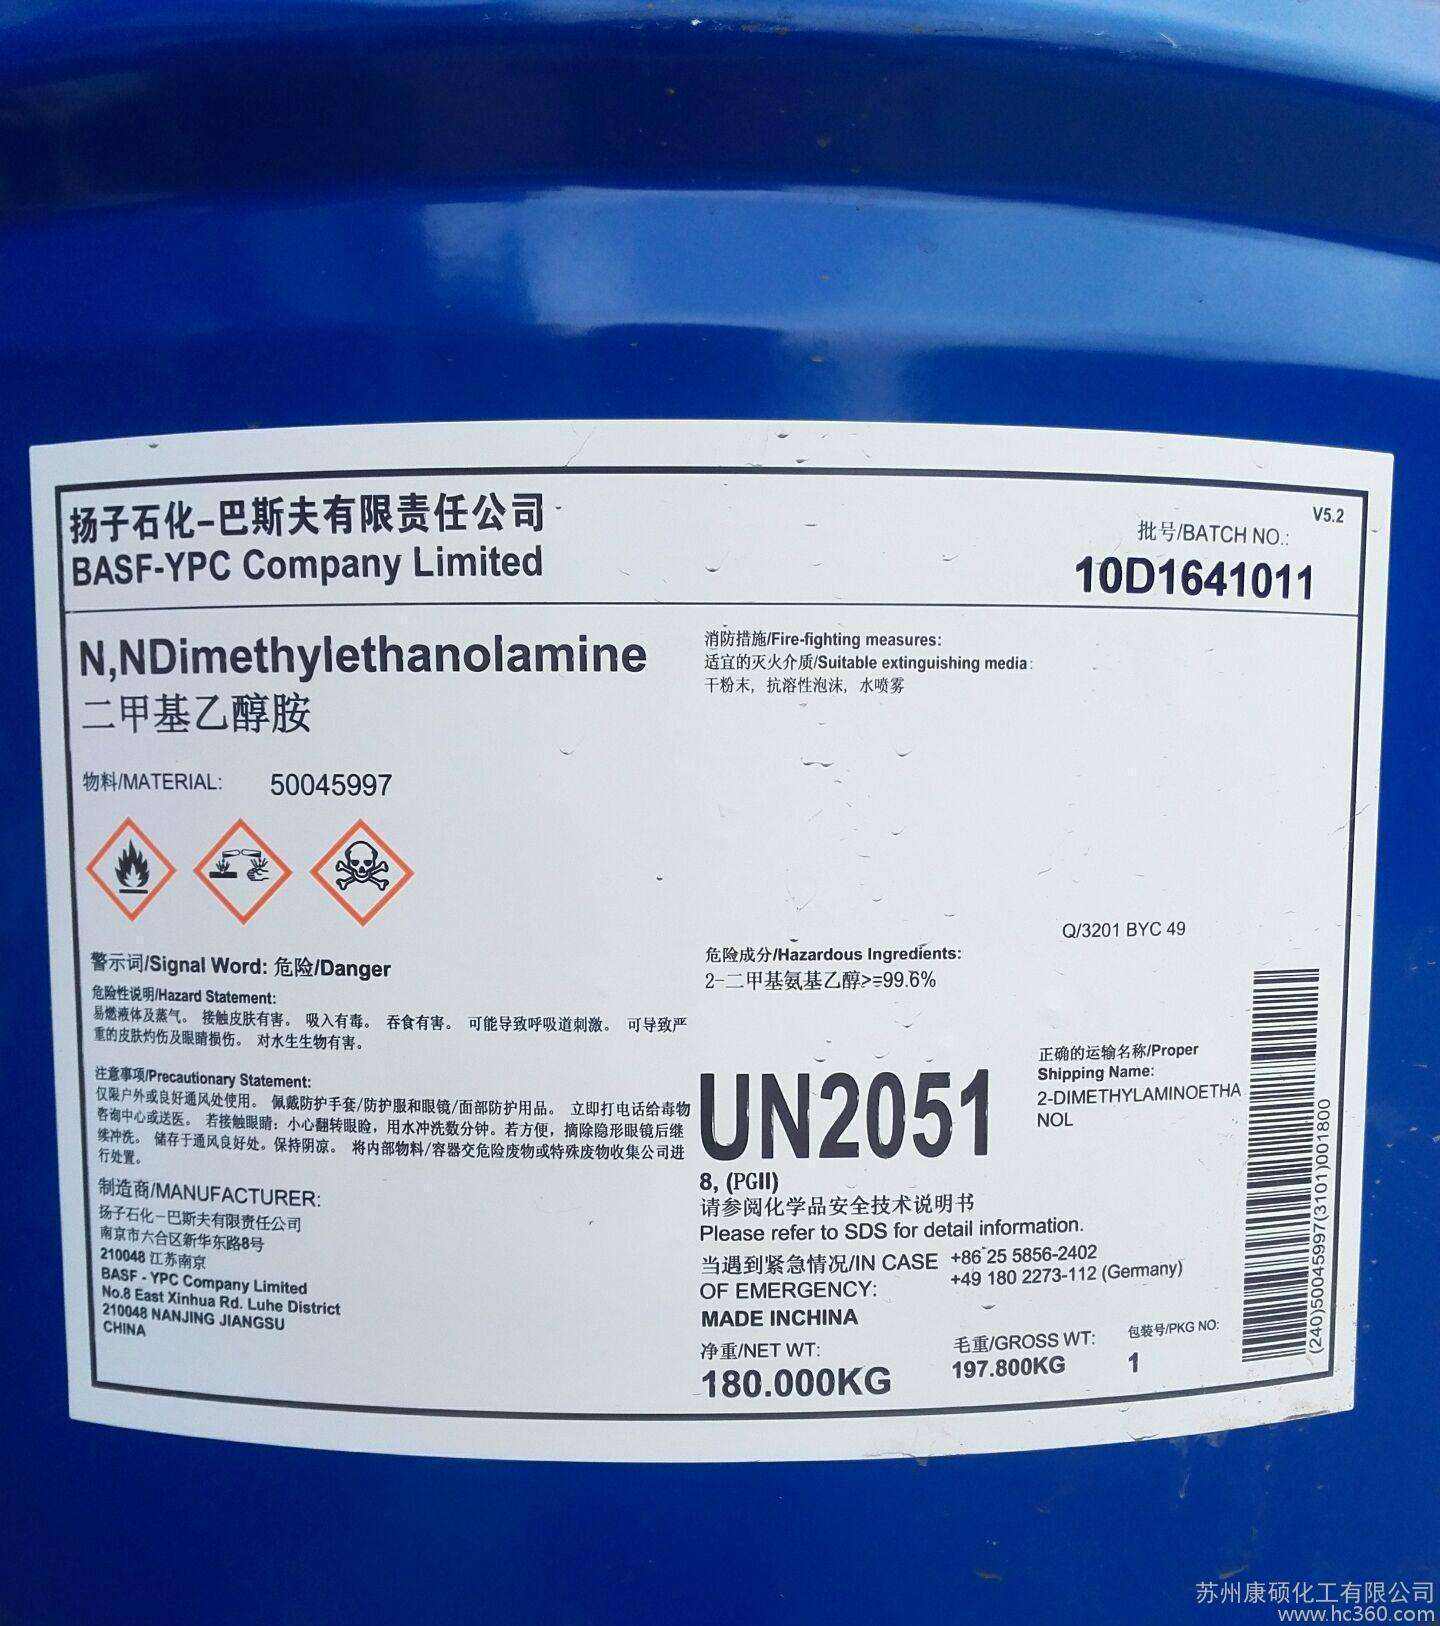 扬子石化-巴斯夫有限责任公司
BASF-YPC Company Limited
V5.2
批号/BATCH NO.:
10D1641011
N,NDimethylethanolamine
二甲基乙醇胺
物料/MATERIAL: 50045997
警示词/Signal Word: 危险/Danger
危险性说明/Hazard Statement:
易燃液体及蒸气。 接触皮肤有害。 吸入有毒。 吞食有害。 可能导致呼吸道刺激。 可导致严
重的皮肤灼伤及眼睛损伤。 对水生生物有害。
注意事项/Precautionary Statement:
仅限户外或良好通风处使用。 佩戴防护手套/防护服和眼镜/面部防护用品。 立即打电话给毒物
咨询中心或送医。 若接触眼睛：小心翻转眼睑，用水冲洗数分钟。若方便，摘除隐形眼镜后继
续冲洗。 储存于通风良好处。保持阴凉。 将内部物料/容器交危险废物或特殊废物收集公司进
行处置。
制造商/MANUFACTURER:
扬子石化－巴斯夫有限责任公司
南京市六合区新华东路8号
210048 江苏南京
BASF - YPC Company Limited
No.8 East Xinhua Rd. Luhe District
210048 NANJING JIANGSU
CHINA
消防措施/Fire-fighting measures:
适宜的灭火介质/Suitable extinguishing media:
干粉末，抗溶性泡沫，水喷雾
Q/3201 BYC 49
危险成分/Hazardous Ingredients:
2-二甲基氨基乙醇>=99.6%
UN2051
正确的运输名称/Proper
Shipping Name:
2-DIMETHYLAMINOETHA
NOL
8, (PGII)
请参阅化学品安全技术说明书
Please refer to SDS for detail information.
当遇到紧急情况/IN CASE
OF EMERGENCY:
+86 25 5856-2402
+49 180 2273-112 (Germany)
MADE INCHINA
净重/NET WT:
180.000KG
毛重/GROSS WT:
197.800KG
包装号/PKG NO:
1
(240)50045997(3101)001800
苏州康硕化工有限公司
www.hc360.com